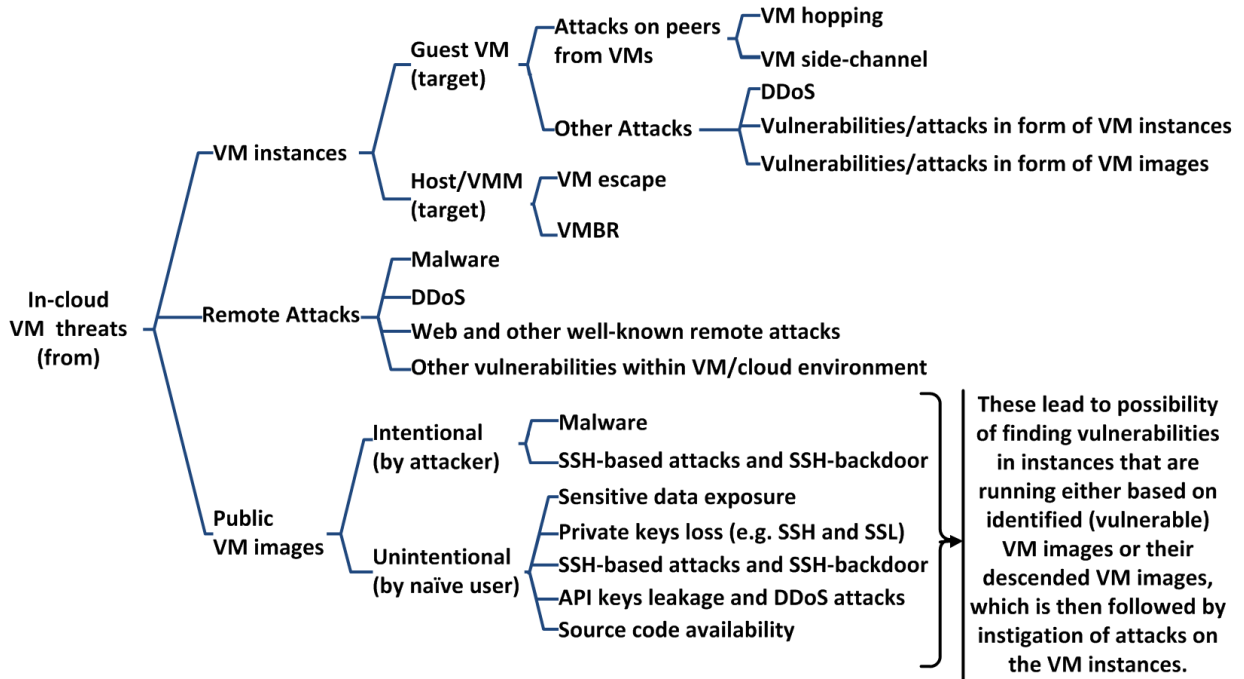 In-cloud
VM threats
(from)
VM instances
Guest VM
(target)
Attacks on peers
from VMs
VM hopping
VM side-channel
Other Attacks
DDoS
Vulnerabilities/attacks in form of VM instances
Vulnerabilities/attacks in form of VM images
Host/VMM
(target)
VM escape
VMBR
Remote Attacks
Malware
DDoS
Web and other well-known remote attacks
Other vulnerabilities within VM/cloud environment
Public
VM images
Intentional
(by attacker)
Malware
SSH-based attacks and SSH-backdoor
Unintentional
(by naïve user)
Sensitive data exposure
Private keys loss (e.g. SSH and SSL)
SSH-based attacks and SSH-backdoor
API keys leakage and DDoS attacks
Source code availability
These lead to possibility
of finding vulnerabilities
in instances that are
running either based on
identified (vulnerable)
VM images or their
descended VM images,
which is then followed by
instigation of attacks on
the VM instances.